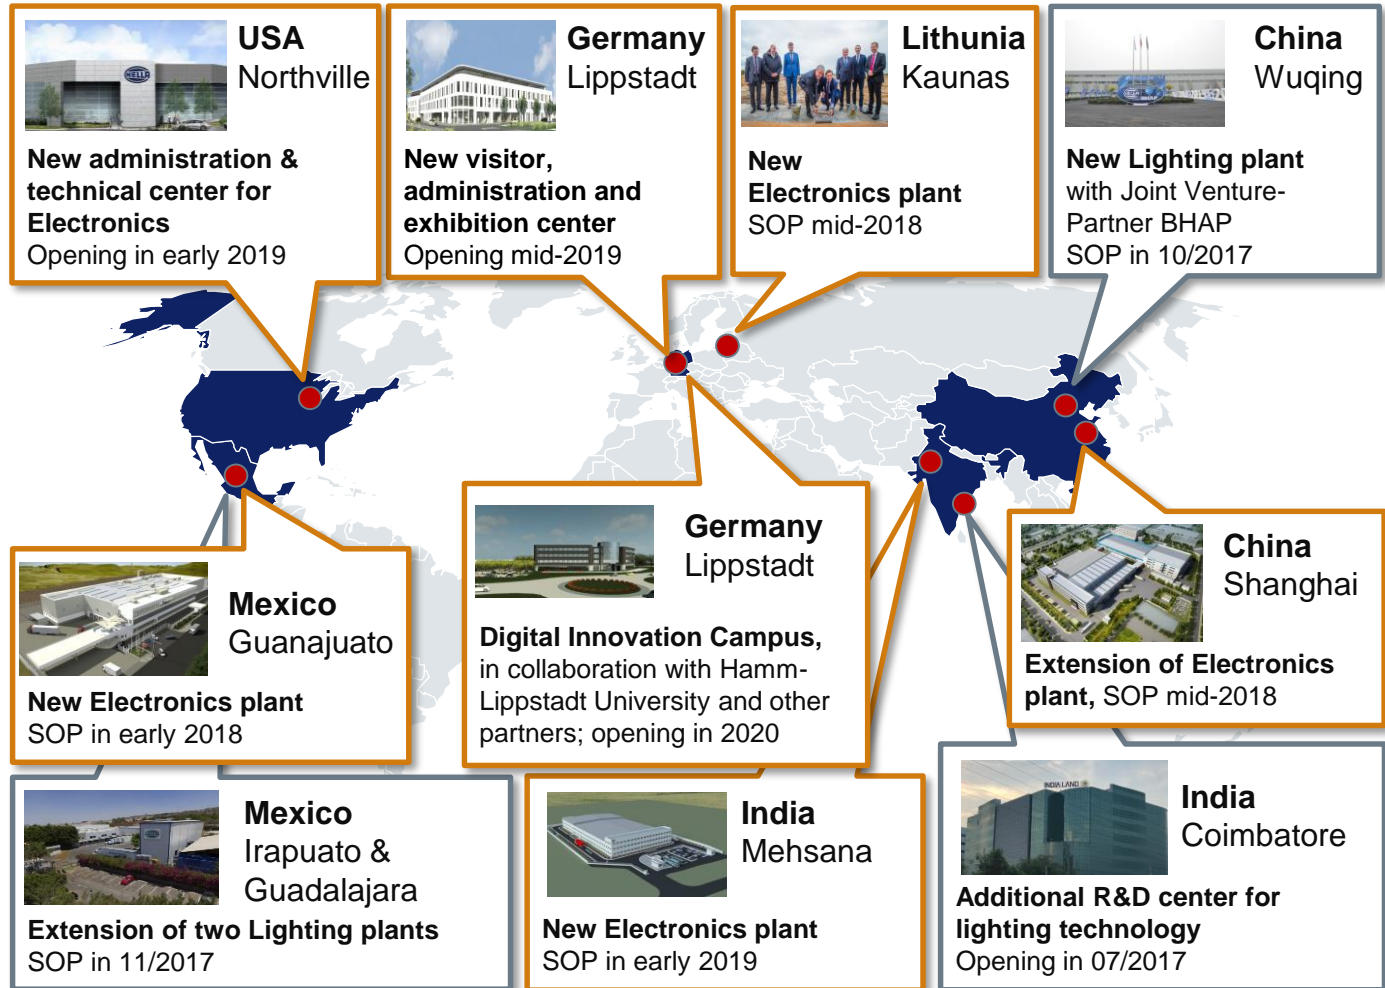 USA
Northville
HELLA
New administration &
technical center for
Electronics
Opening in early 2019
Germany
Lippstadt
New visitor,
administration and
exhibition center
Opening mid-2019
Lithunia
Kaunas
New
Electronics plant
SOP mid-2018
China
Wuqing
New Lighting plant
with Joint Venture-
Partner BHAP
SOP in 10/2017
Mexico
Guanajuato
New Electronics plant
SOP in early 2018
Germany
Lippstadt
Digital Innovation Campus,
in collaboration with Hamm-
Lippstadt University and other
partners; opening in 2020
China
Shanghai
Extension of Electronics
plant, SOP mid-2018
Mexico
Irapuato &
Guadalajara
Extension of two Lighting plants
SOP in 11/2017
India
Mehsana
New Electronics plant
SOP in early 2019
INDIA LAND
India
Coimbatore
Additional R&D center for
lighting technology
Opening in 07/2017